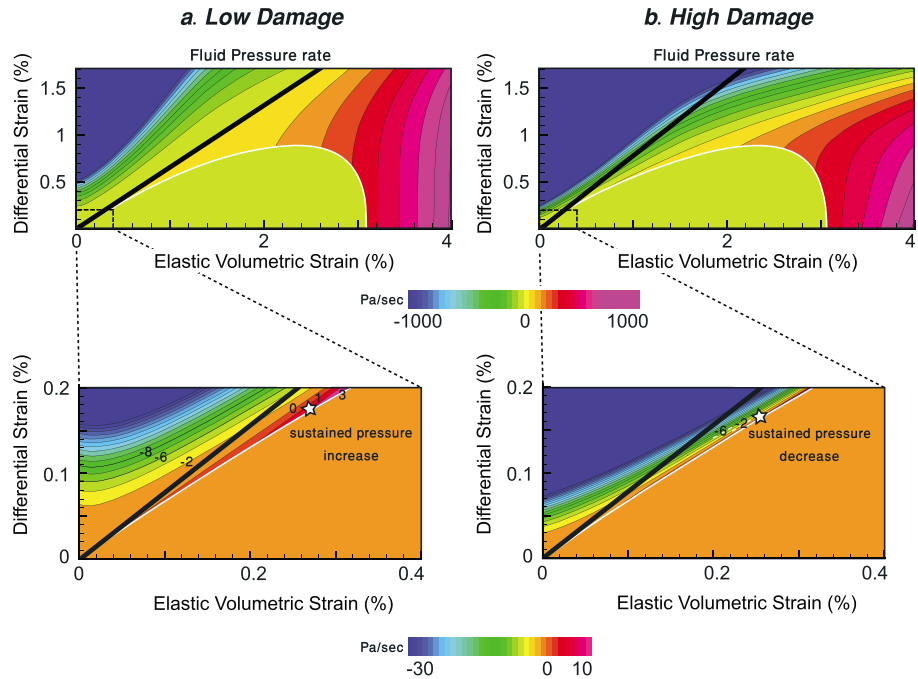 a. Low Damage
b. High Damage
Fluid Pressure rate
Fluid Pressure rate
Differential Strain (%)
1.5
1
0.5
0
2
4
Elastic Volumetric Strain (%)
Differential Strain (%)
1.5
1
0.5
0
2
4
Elastic Volumetric Strain (%)
Pa/sec
-1000
0
1000
Differential Strain (%)
0.2
0.1
0
0
0.2
0.4
-8
-6
-2
0
1
3
sustained pressure
increase
Elastic Volumetric Strain (%)
Differential Strain (%)
0.2
0.1
0
0
0.2
0.4
-6
-2
sustained pressure
decrease
Elastic Volumetric Strain (%)
Pa/sec
-30
0
10